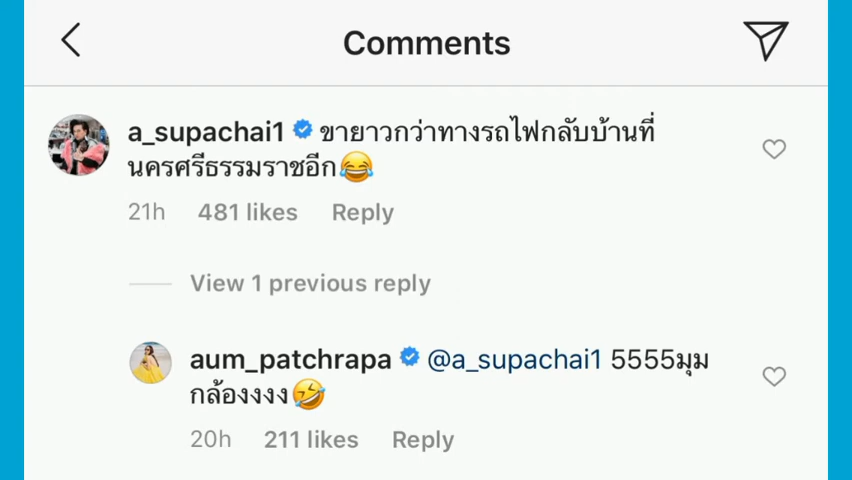 Comments
a_supachai1 ขายาวกว่าทางรถไฟกลับบ้านที่
นครศรีธรรมราชอีก😂
21h 481 likes Reply
View 1 previous reply
aum_patchrapa @a_supachai1 5555มุม
กล้องงงง🤣
20h 211 likes Reply